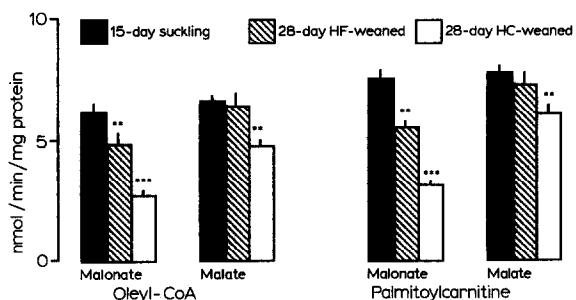 10
15-day suckling 28-day HF-weaned 28-day HC-weaned
nmol/min/mg protein
** ** **
5
*** ** ***
0
Malonate Malate Malonate Malate
Oleyl-CoA Palmitoylcarnitine